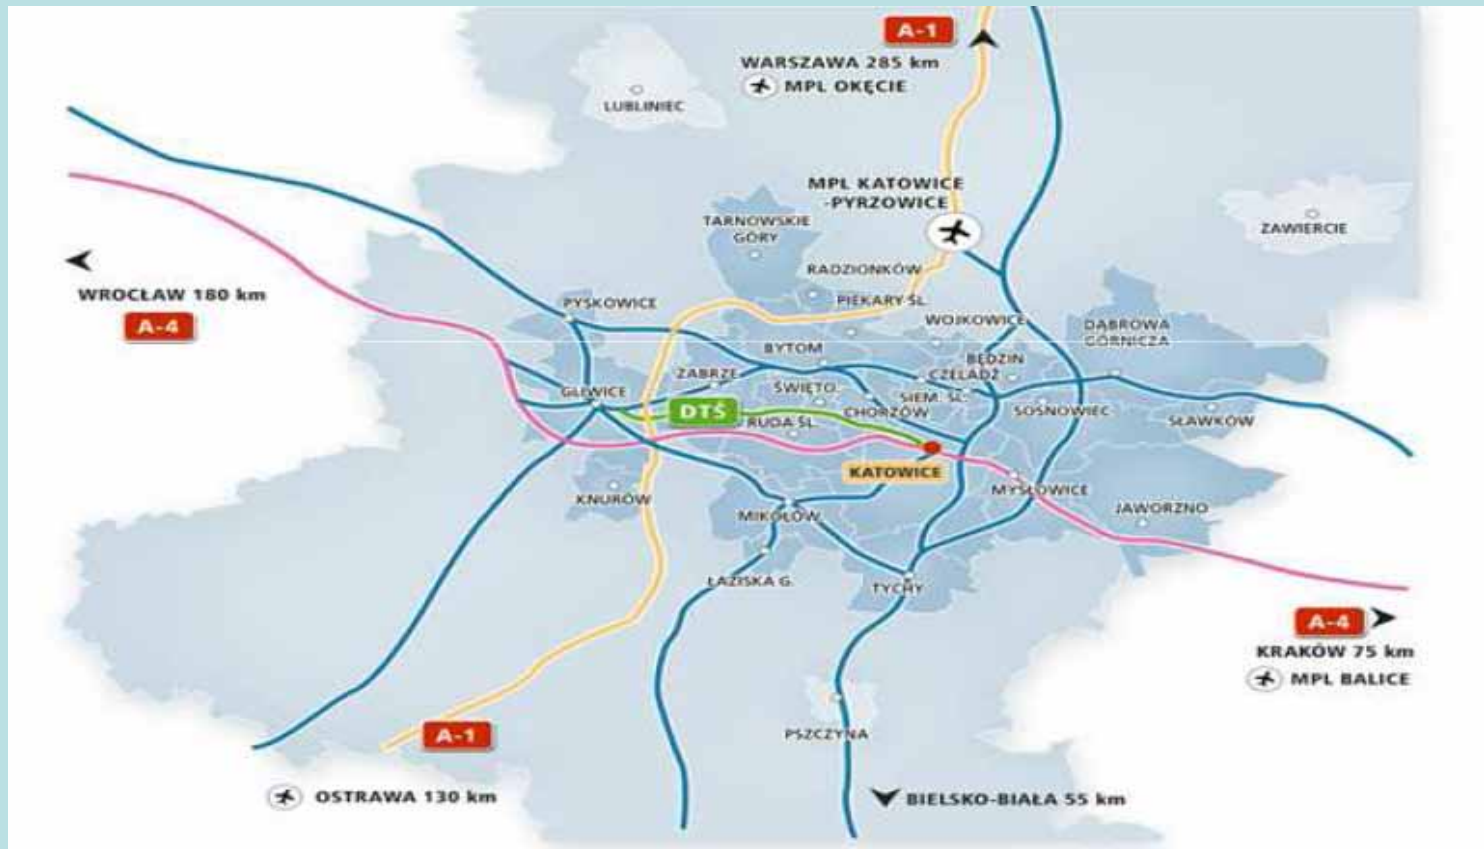 A-1
WARSZAWA 285 km
MPL OKĘCIE
LUBLINIEC
MPL KATOWICE
-PYRZOWICE
TARNOWSKIE
GÓRY
ZAWIERCIE
RADZIONKÓW
WROCŁAW 180 km
A-4
PYSKOWICE
PIEKARY ŚL.
WOJKOWICE
DĄBROWA
GÓRNICZA
BYTOM
BĘDZIN
ZABRZE
CZELADŹ
GLIWICE
ŚWIĘTO.
SIEM. ŚL.
DTŚ
CHORZÓW
SOSNOWIEC
RUDA ŚL.
SŁAWKÓW
KATOWICE
KNURÓW
MYSŁOWICE
MIKOŁÓW
JAWORZNO
ŁAZISKA G.
TYCHY
A-4
KRAKÓW 75 km
MPL BALICE
A-1
PSZCZYNA
OSTRAWA 130 km
BIELSKO-BIAŁA 55 km